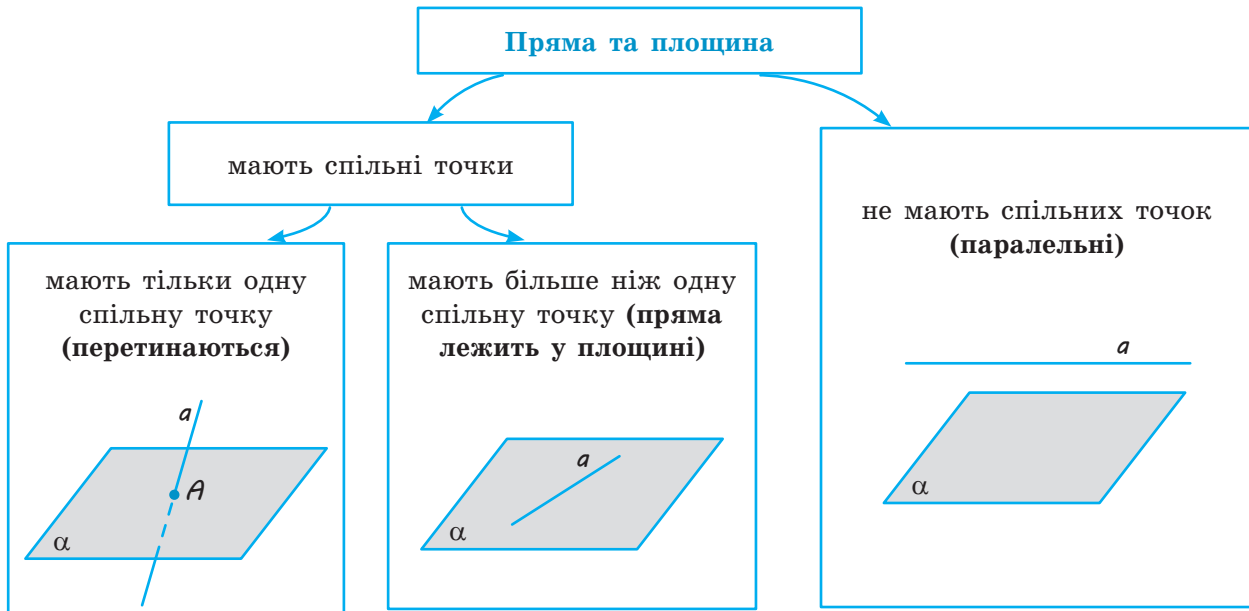 Пряма та площина
мають спільні точки
не мають спільних точок
(паралельні)
мають тільки одну
спільну точку
(перетинаються)
мають більше ніж одну
спільну точку (пряма
лежить у площині)
a
A
α
a
α
a
α